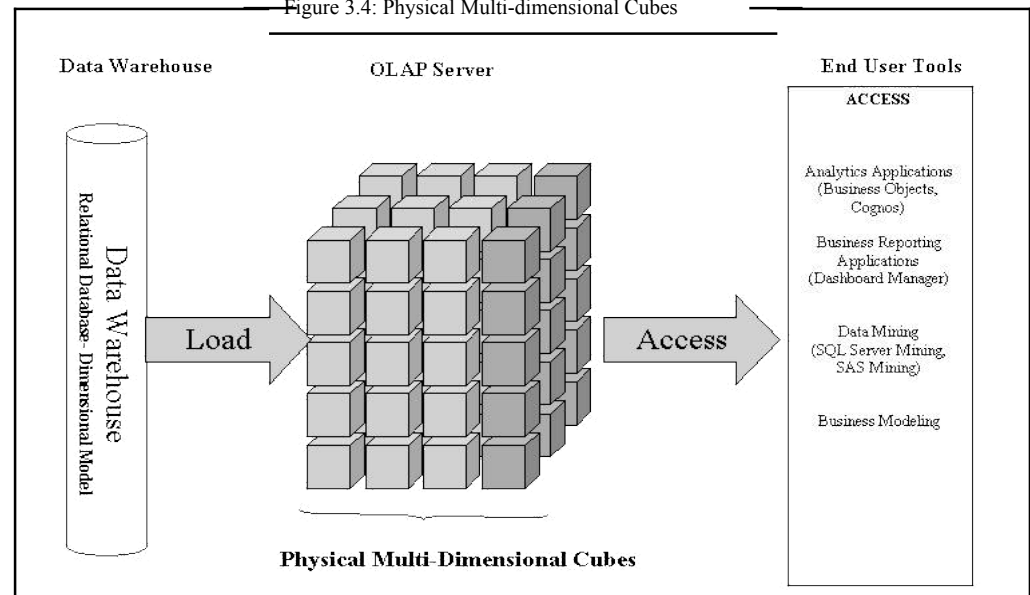 Figure 3.4: Physical Multi-dimensional Cubes
Data Warehouse
OLAP Server
End User Tools
Relational Database- Dimensional Model
Data Warehouse
Load
Access
ACCESS
Analytics Applications
(Business Objects,
Cognos)
Business Reporting
Applications
(Dashboard Manager)
Data Mining
(SQL Server Mining,
SAS Mining)
Business Modeling
Physical Multi-Dimensional Cubes